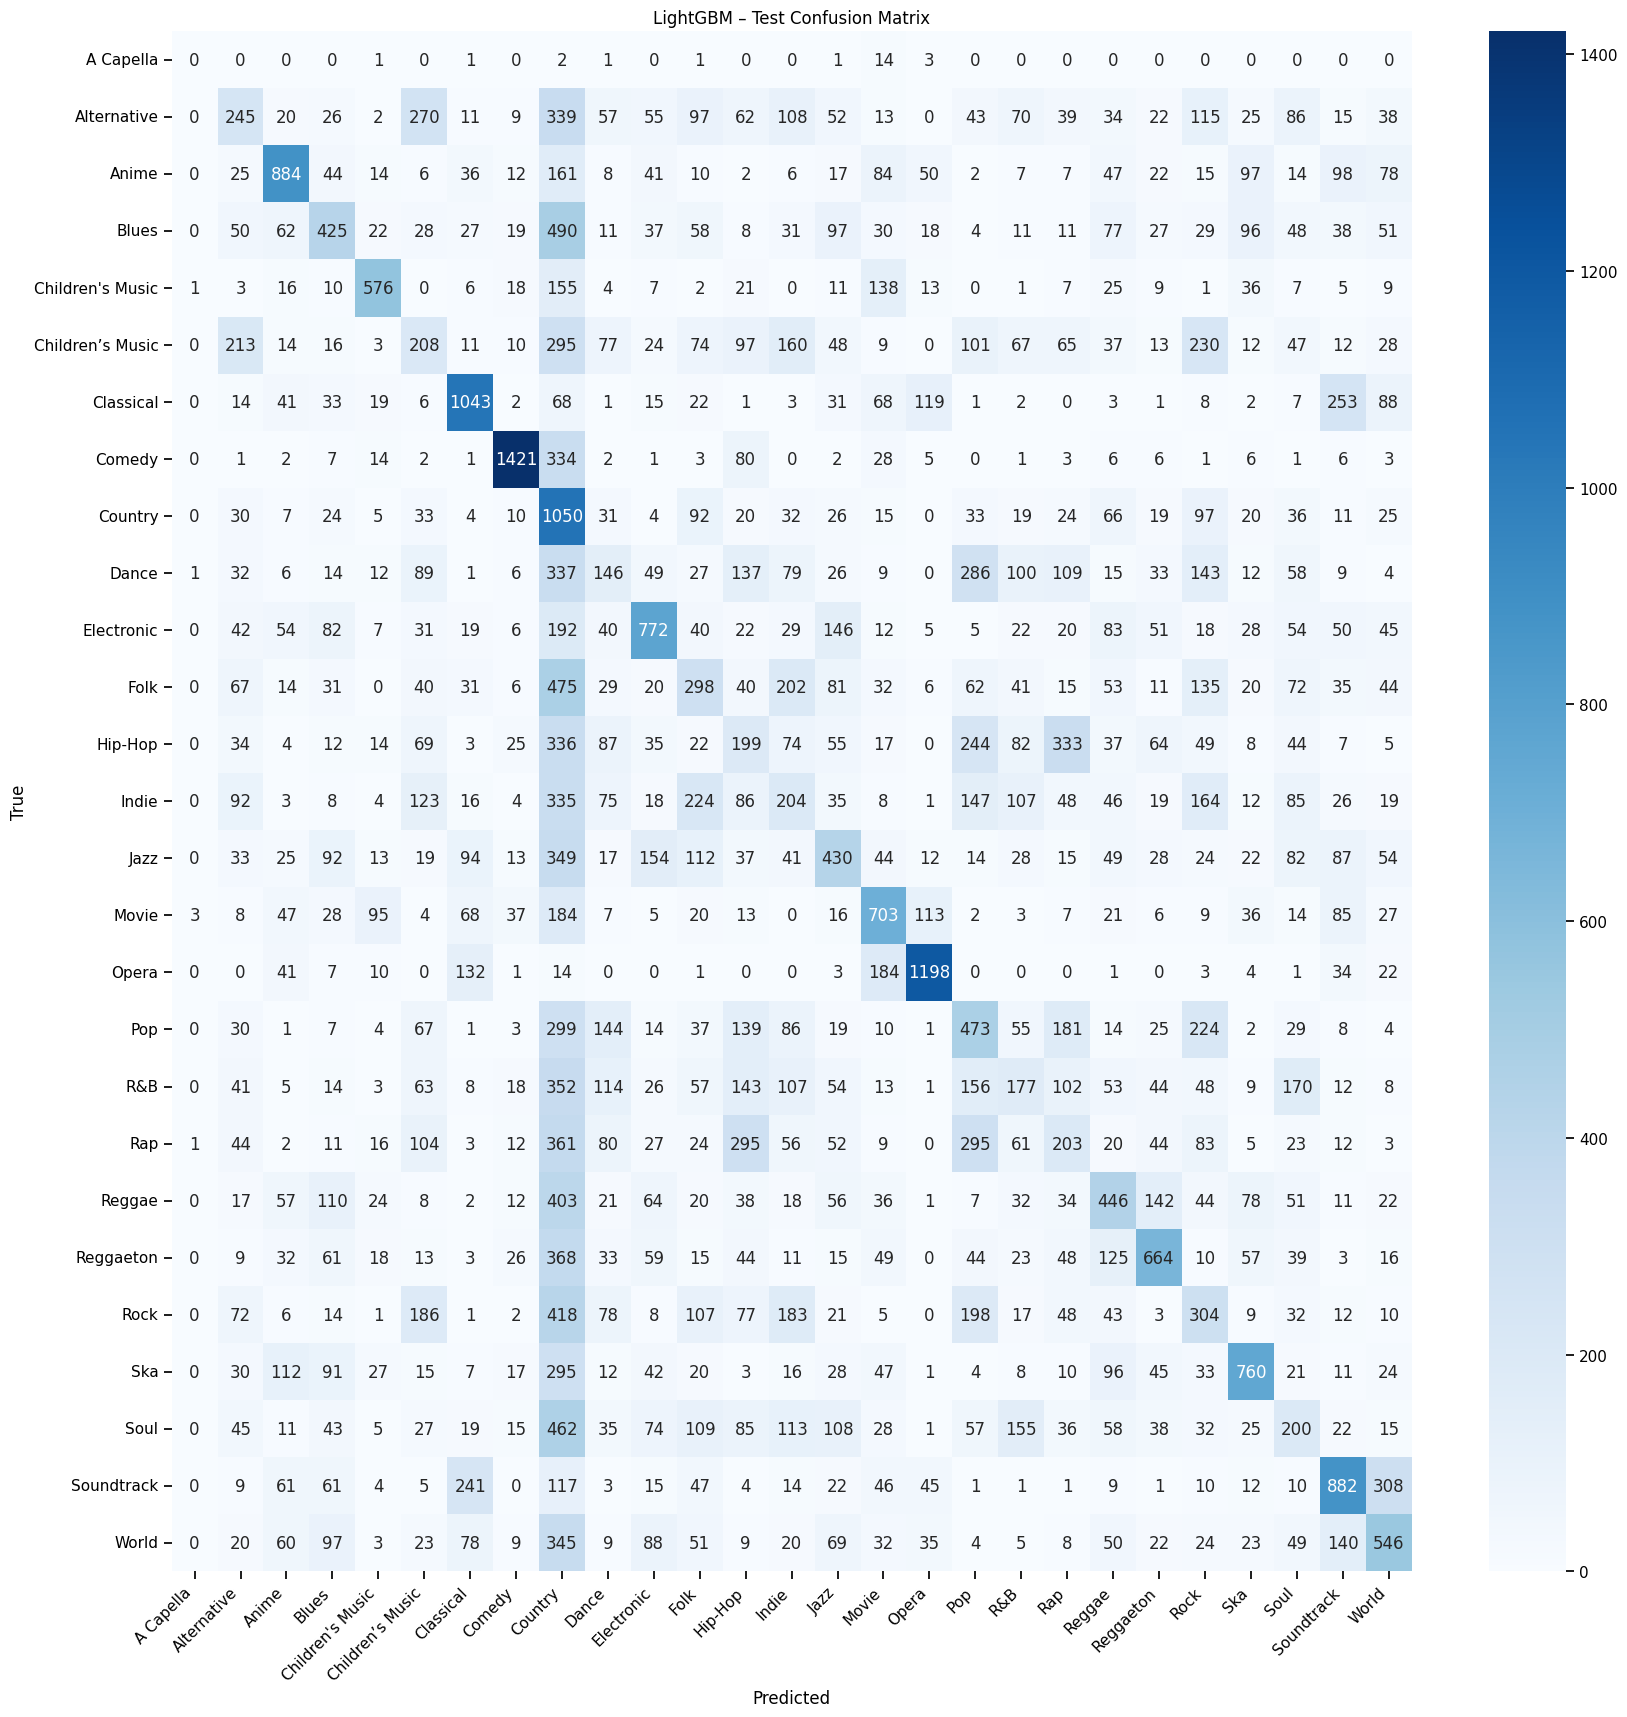 LightGBM – Test Confusion Matrix
A Capella 0 0 0 0 1 0 1 0 2 1 0 1 0 0 1 14 3 0 0 0 0 0 0 0 0 0 0
Alternative 0 245 20 26 2 270 11 9 339 57 55 97 62 108 52 13 0 43 70 39 34 22 115 25 86 15 38
Anime 0 25 884 44 14 6 36 12 161 8 41 10 2 6 17 84 50 2 7 7 47 22 15 97 14 98 78
Blues 0 50 62 425 22 28 27 19 490 11 37 58 8 31 97 30 18 4 11 11 77 27 29 96 48 38 51
Children's Music 1 3 16 10 576 0 6 18 155 4 7 2 21 0 11 138 13 0 1 7 25 9 1 36 7 5 9
Children’s Music 0 213 14 16 3 208 11 10 295 77 24 74 97 160 48 9 0 101 67 65 37 13 230 12 47 12 28
Classical 0 14 41 33 19 6 1043 2 68 1 15 22 1 3 31 68 119 1 2 0 3 1 8 2 7 253 88
Comedy 0 1 2 7 14 2 1 1421 334 2 1 3 80 0 2 28 5 0 1 3 6 6 1 6 1 6 3
Country 0 30 7 24 5 33 4 10 1050 31 4 92 20 32 26 15 0 33 19 24 66 19 97 20 36 11 25
Dance 1 32 6 14 12 89 1 6 337 146 49 27 137 79 26 9 0 286 100 109 15 33 143 12 58 9 4
Electronic 0 42 54 82 7 31 19 6 192 40 772 40 22 29 146 12 5 5 22 20 83 51 18 28 54 50 45
Folk 0 67 14 31 0 40 31 6 475 29 20 298 40 202 81 32 6 62 41 15 53 11 135 20 72 35 44
Hip-Hop 0 34 4 12 14 69 3 25 336 87 35 22 199 74 55 17 0 244 82 333 37 64 49 8 44 7 5
Indie 0 92 3 8 4 123 16 4 335 75 18 224 86 204 35 8 1 147 107 48 46 19 164 12 85 26 19
Jazz 0 33 25 92 13 19 94 13 349 17 154 112 37 41 430 44 12 14 28 15 49 28 24 22 82 87 54
Movie 3 8 47 28 95 4 68 37 184 7 5 20 13 0 16 703 113 2 3 7 21 6 9 36 14 85 27
Opera 0 0 41 7 10 0 132 1 14 0 0 1 0 0 3 184 1198 0 0 0 1 0 3 4 1 34 22
Pop 0 30 1 7 4 67 1 3 299 144 14 37 139 86 19 10 1 473 55 181 14 25 224 2 29 8 4
R&B 0 41 5 14 3 63 8 18 352 114 26 57 143 107 54 13 1 156 177 102 53 44 48 9 170 12 8
Rap 1 44 2 11 16 104 3 12 361 80 27 24 295 56 52 9 0 295 61 203 20 44 83 5 23 12 3
Reggae 0 17 57 110 24 8 2 12 403 21 64 20 38 18 56 36 1 7 32 34 446 142 44 78 51 11 22
Reggaeton 0 9 32 61 18 13 3 26 368 33 59 15 44 11 15 49 0 44 23 48 125 664 10 57 39 3 16
Rock 0 72 6 14 1 186 1 2 418 78 8 107 77 183 21 5 0 198 17 48 43 3 304 9 32 12 10
Ska 0 30 112 91 27 15 7 17 295 12 42 20 3 16 28 47 1 4 8 10 96 45 33 760 21 11 24
Soul 0 45 11 43 5 27 19 15 462 35 74 109 85 113 108 28 1 57 155 36 58 38 32 25 200 22 15
Soundtrack 0 9 61 61 4 5 241 0 117 3 15 47 4 14 22 46 45 1 1 1 9 1 10 12 10 882 308
World 0 20 60 97 3 23 78 9 345 9 88 51 9 20 69 32 35 4 5 8 50 22 24 23 49 140 546
A Capella Alternative Anime Blues Children's Music Children’s Music Classical Comedy Country Dance Electronic Folk Hip-Hop Indie Jazz Movie Opera Pop R&B Rap Reggae Reggaeton Rock Ska Soul Soundtrack World
Predicted
True
1400
1200
1000
800
600
400
200
0